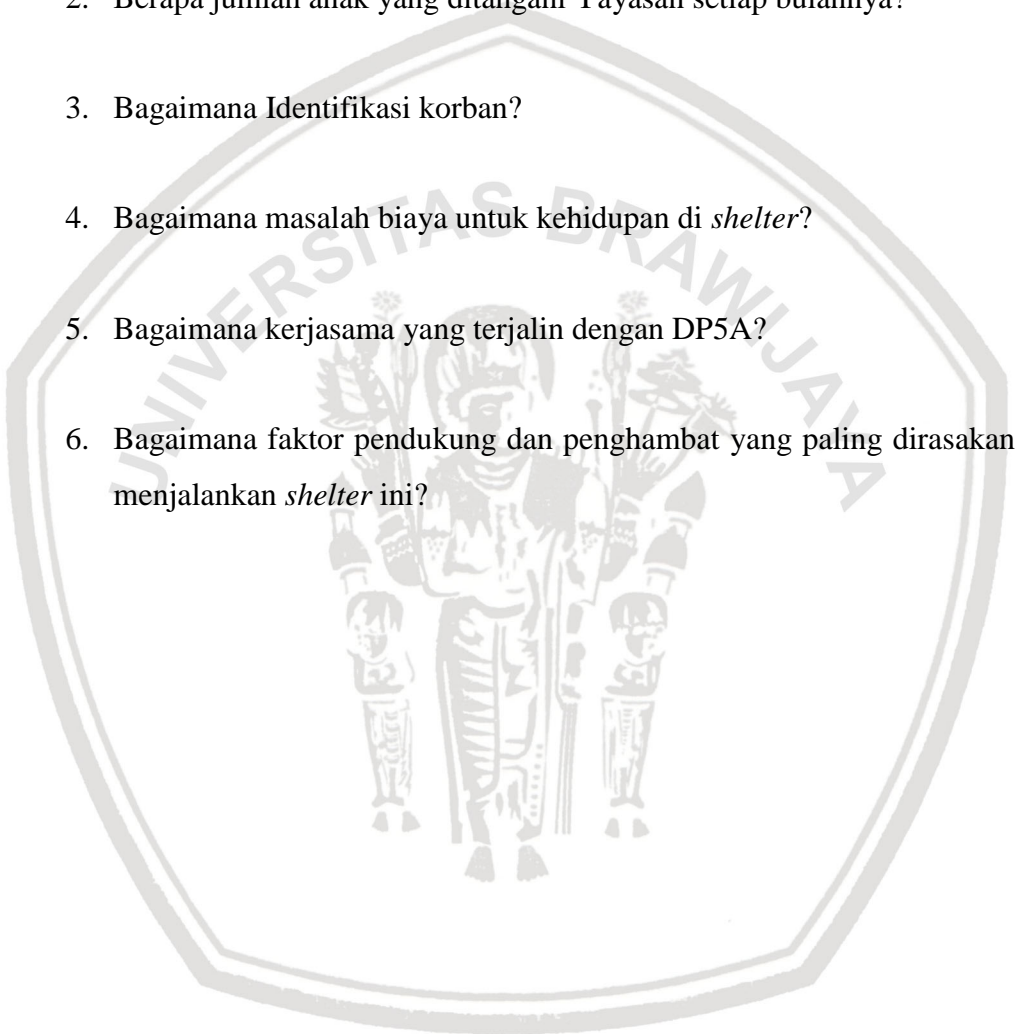 2. Berapa jumlah anak yang ditangani Yayasan setiap bulannya?
3. Bagaimana Identifikasi korban?
4. Bagaimana masalah biaya untuk kehidupan di shelter?
5. Bagaimana kerjasama yang terjalin dengan DP5A?
6. Bagaimana faktor pendukung dan penghambat yang paling dirasakan
menjalankan shelter ini?
UNIVERSITAS BRAWIJAYA